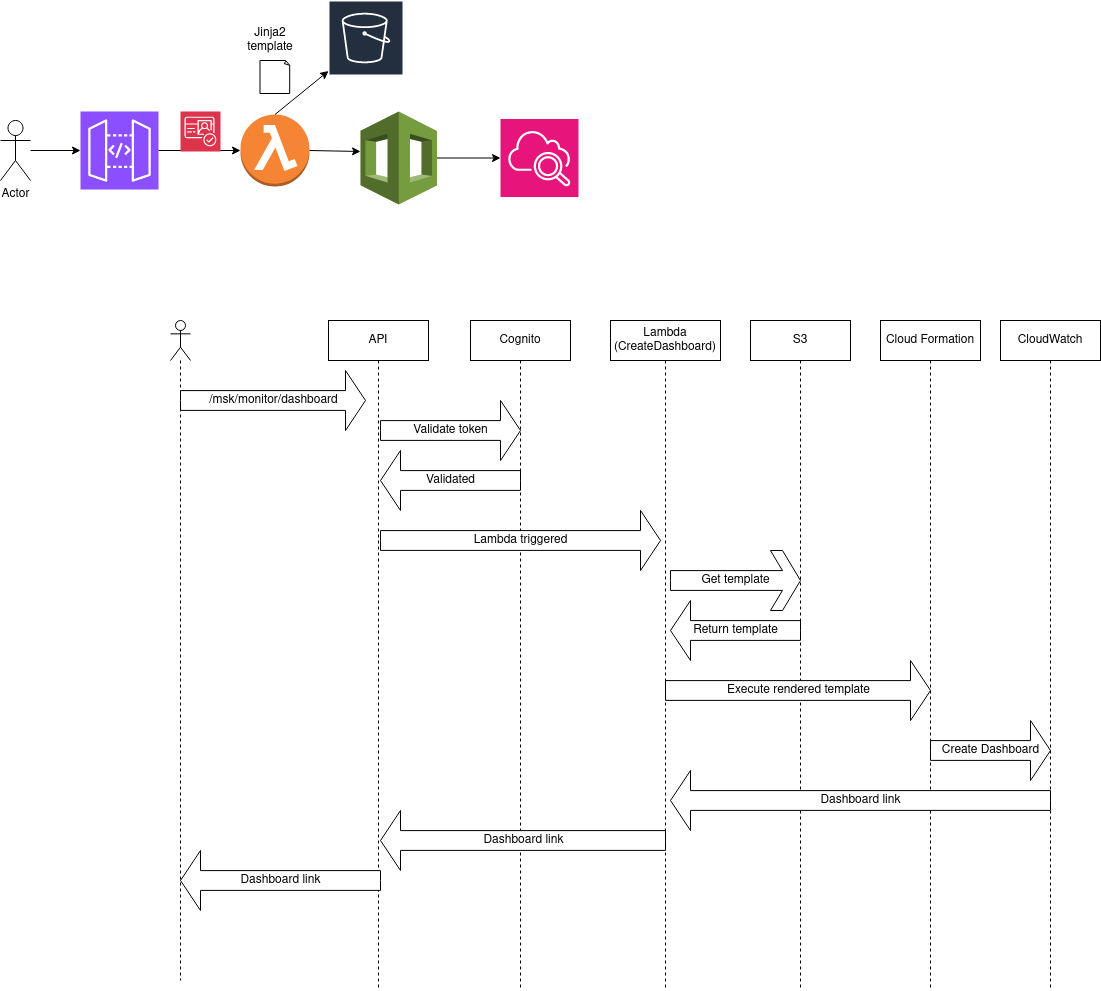 Jinja2
template
Actor
API
Cognito
Lambda
(CreateDashboard)
S3
Cloud Formation
CloudWatch
/msk/monitor/dashboard
Validate token
Validated
Lambda triggered
Get template
Return template
Execute rendered template
Create Dashboard
Dashboard link
Dashboard link
Dashboard link